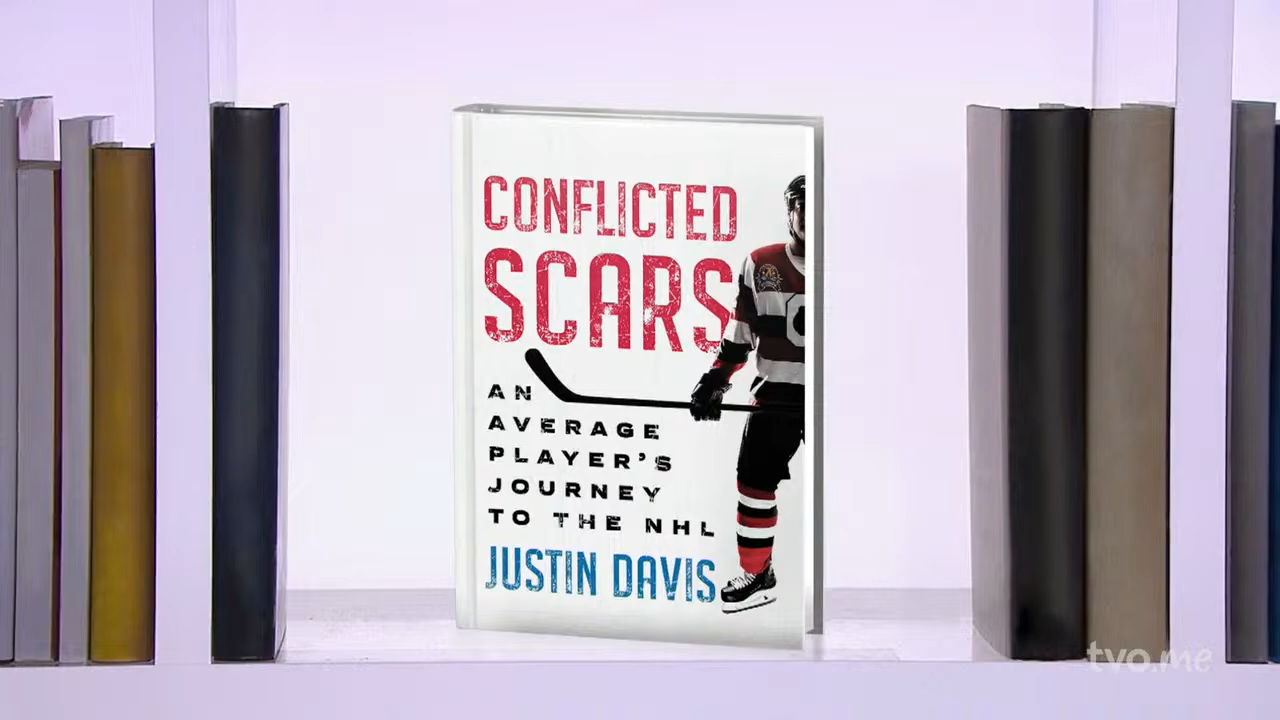 CONFLICTED
SCARS
AN
AVERAGE
PLAYER'S
JOURNEY
TO THE NHL
JUSTIN DAVIS
tvo.me